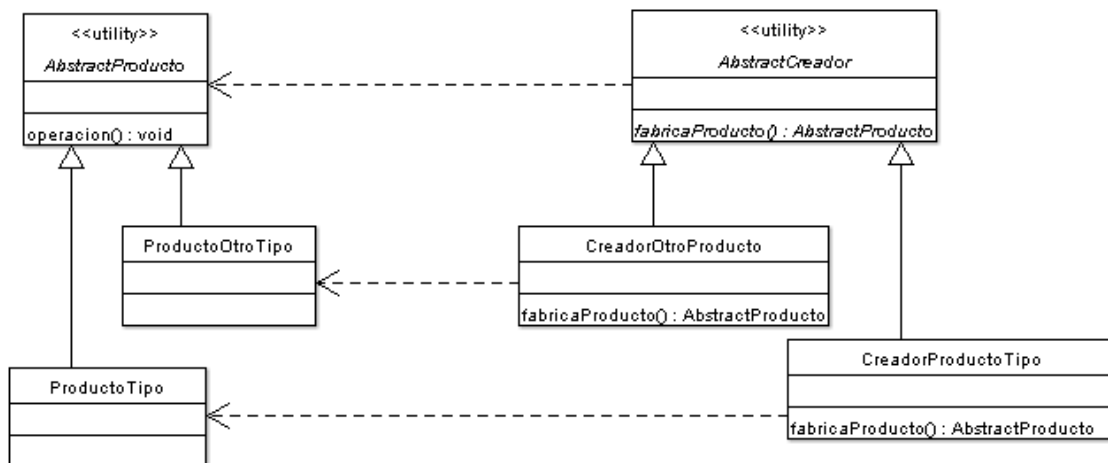 <<utility>>
AbstractProducto
operacion() : void
<<utility>>
AbstractCreador
fabricaProducto() : AbstractProducto
ProductoOtroTipo
CreadorOtroProducto
fabricaProducto() : AbstractProducto
ProductoTipo
CreadorProductoTipo
fabricaProducto() : AbstractProducto